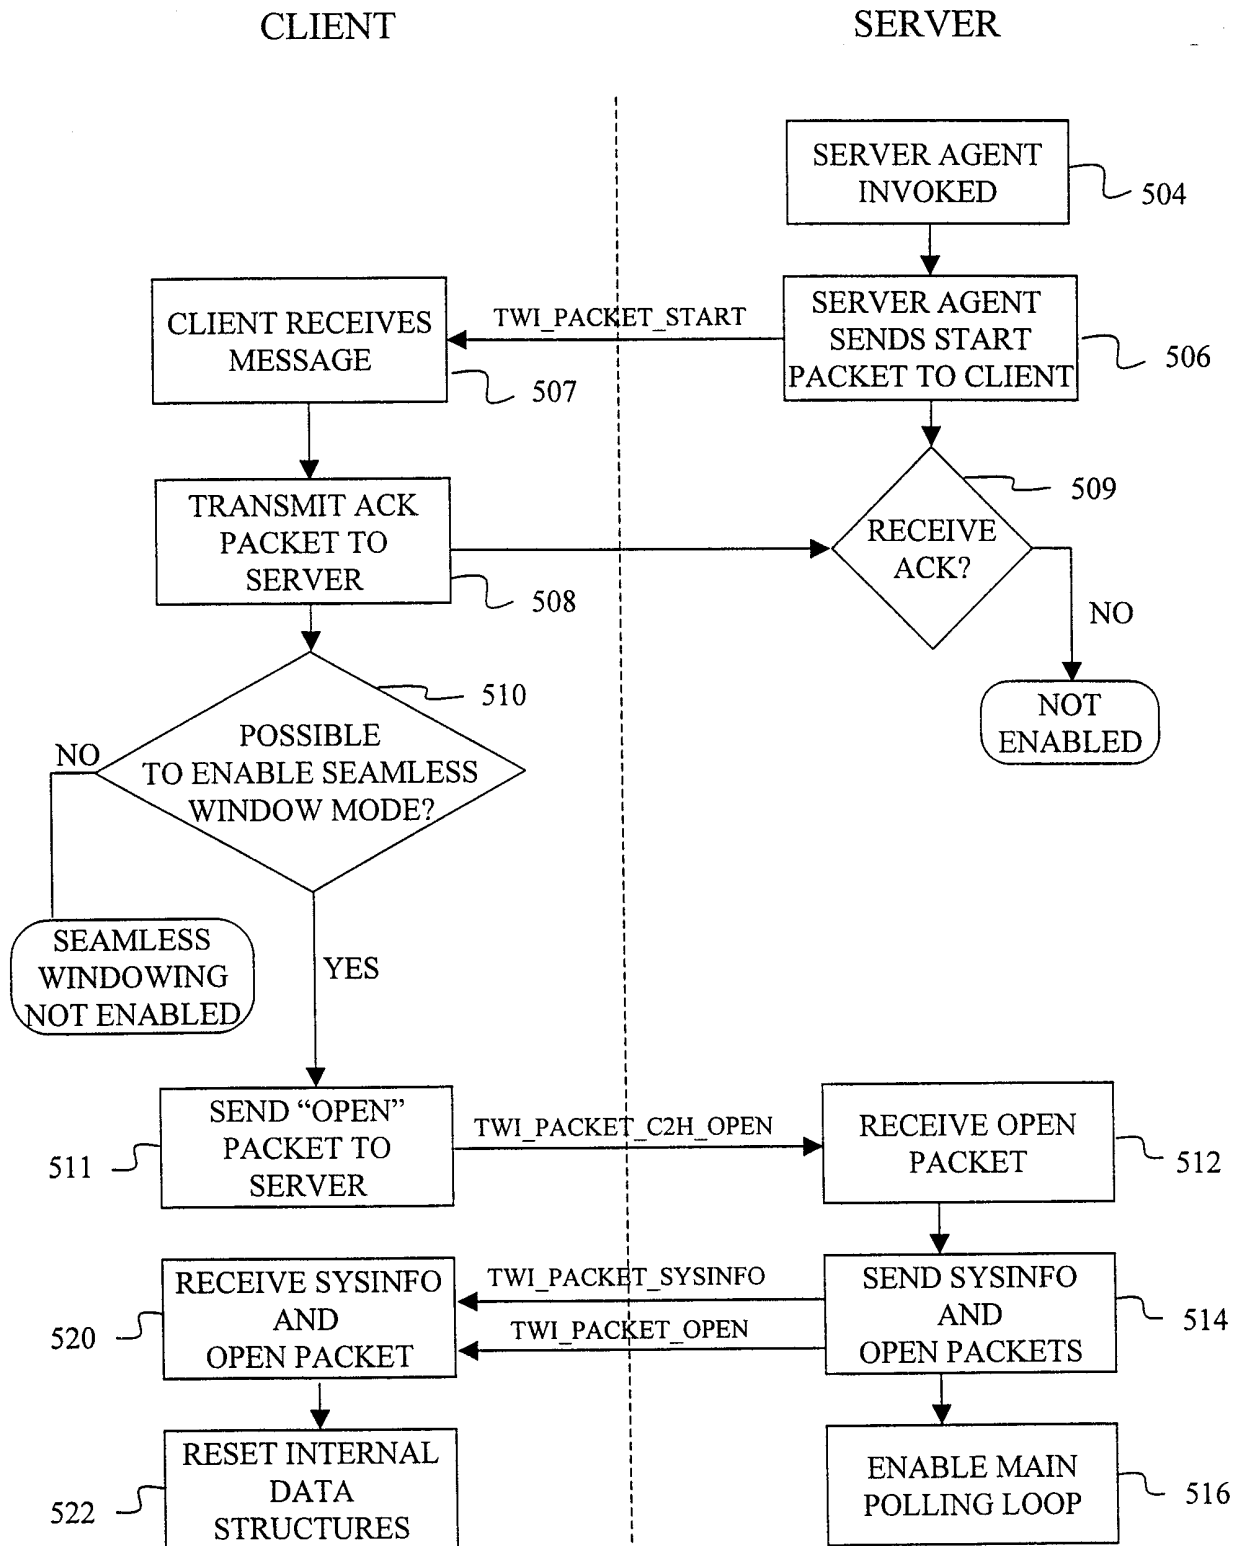 CLIENT
SERVER
SERVER AGENT
INVOKED
504
SERVER AGENT
SENDS START
PACKET TO CLIENT
506
TWI_PACKET_START
CLIENT RECEIVES
MESSAGE
507
TRANSMIT ACK
PACKET TO
SERVER
508
RECEIVE
ACK?
509
NO
NOT
ENABLED
510
POSSIBLE
TO ENABLE SEAMLESS
WINDOW MODE?
NO
SEAMLESS
WINDOWING
NOT ENABLED
YES
SEND “OPEN”
PACKET TO
SERVER
511
TWI_PACKET_C2H_OPEN
RECEIVE OPEN
PACKET
512
SEND SYSINFO
AND
OPEN PACKETS
514
TWI_PACKET_SYSINFO
TWI_PACKET_OPEN
RECEIVE SYSINFO
AND
OPEN PACKET
520
RESET INTERNAL
DATA
STRUCTURES
522
ENABLE MAIN
POLLING LOOP
516